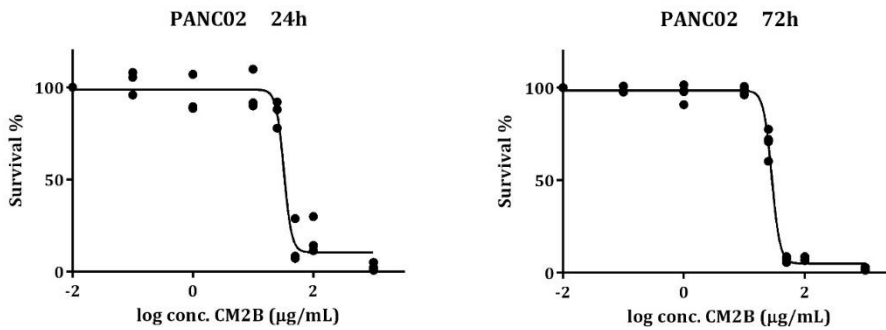 PANC02 24h
Survival %
100
50
0
-2 0 2
log conc. CM2B (µg/mL)
PANC02 72h
Survival %
100
50
0
-2 0 2
log conc. CM2B (µg/mL)